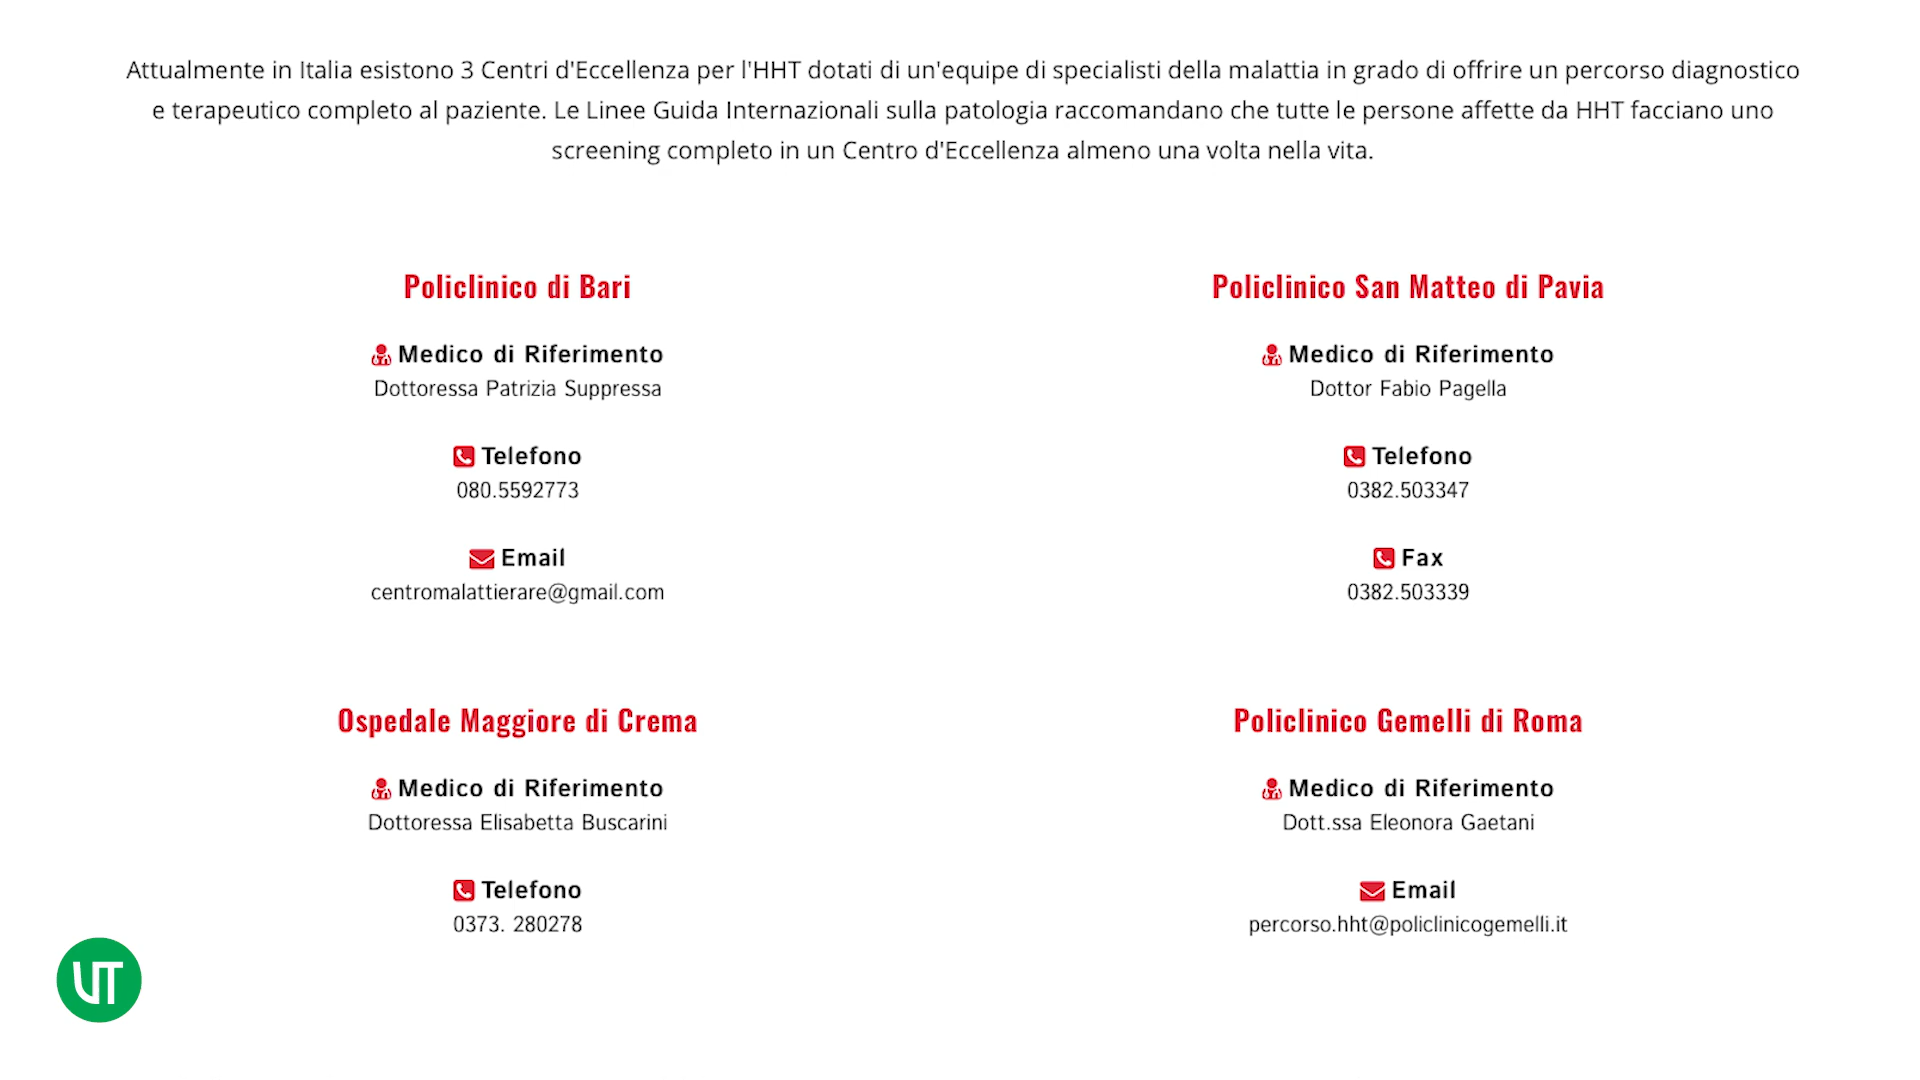 Attualmente in Italia esistono 3 Centri d'Eccellenza per l'HHT dotati di un'equipe di specialisti della malattia in grado di offrire un percorso diagnostico
e terapeutico completo al paziente. Le Linee Guida Internazionali sulla patologia raccomandano che tutte le persone affette da HHT facciano uno
screening completo in un Centro d'Eccellenza almeno una volta nella vita.
Policlinico di Bari
Medico di Riferimento
Dottoressa Patrizia Suppressa
Telefono
080.5592773
Email
centromalattierare@gmail.com
Policlinico San Matteo di Pavia
Medico di Riferimento
Dottor Fabio Pagella
Telefono
0382.503347
Fax
0382.503339
Ospedale Maggiore di Crema
Medico di Riferimento
Dottoressa Elisabetta Buscarini
Telefono
0373. 280278
Policlinico Gemelli di Roma
Medico di Riferimento
Dott.ssa Eleonora Gaetani
Email
percorso.hht@policlinicogemelli.it
UT